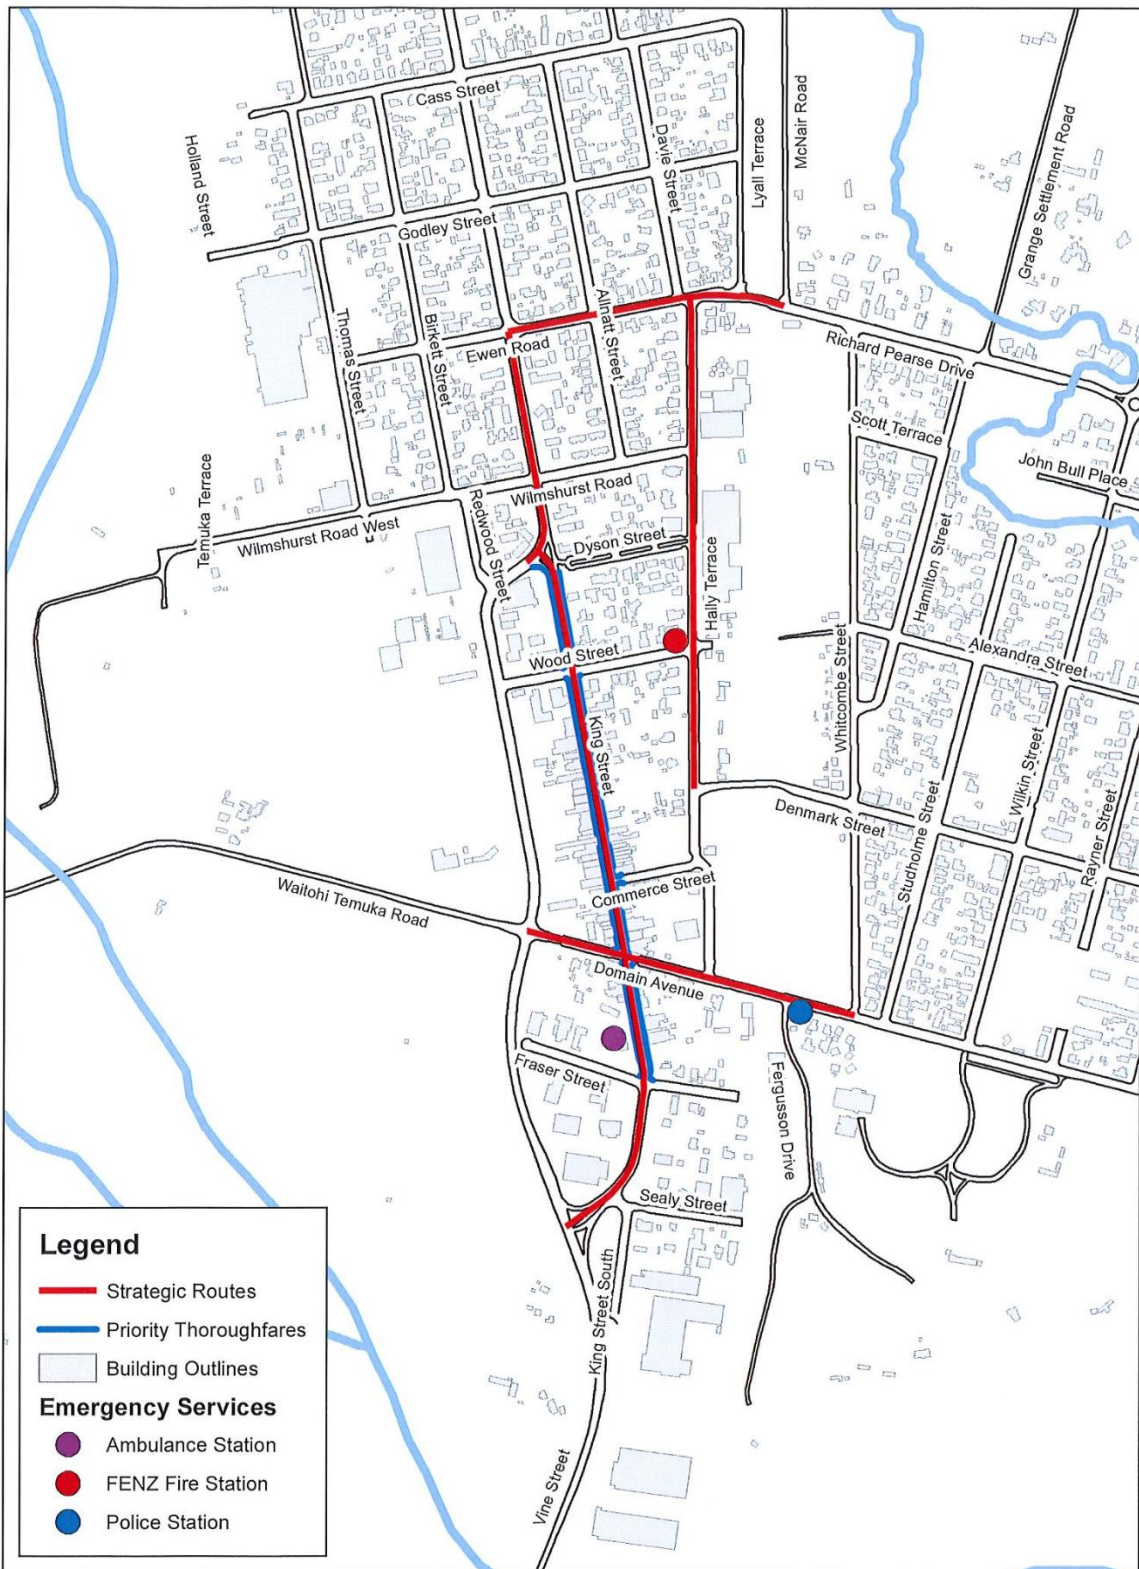 Cass Street
Holland Street
Davie Street
Lyall Terrace
McNair Road
Grange Settlement Road
Godley Street
Thomas Street
Birkett Street
Ewen Road
Allnatt Street
Richard Pearse Drive
Scott Terrace
John Bull Place
Temuka Terrace
Wilmshurst Road West
Redwood Street
Wilmshurst Road
Dyson Street
Hally Terrace
Hamilton Street
Wood Street
Whitcombe Street
Alexandra Street
King Street
Wilkin Street
Denmark Street
Studholme Street
Rayner Street
Commerce Street
Waitohi Temuka Road
Domain Avenue
Fraser Street
Fergusson Drive
Sealy Street
King Street South
Vine Street
Legend
Strategic Routes
Priority Thoroughfares
Building Outlines
Emergency Services
Ambulance Station
FENZ Fire Station
Police Station